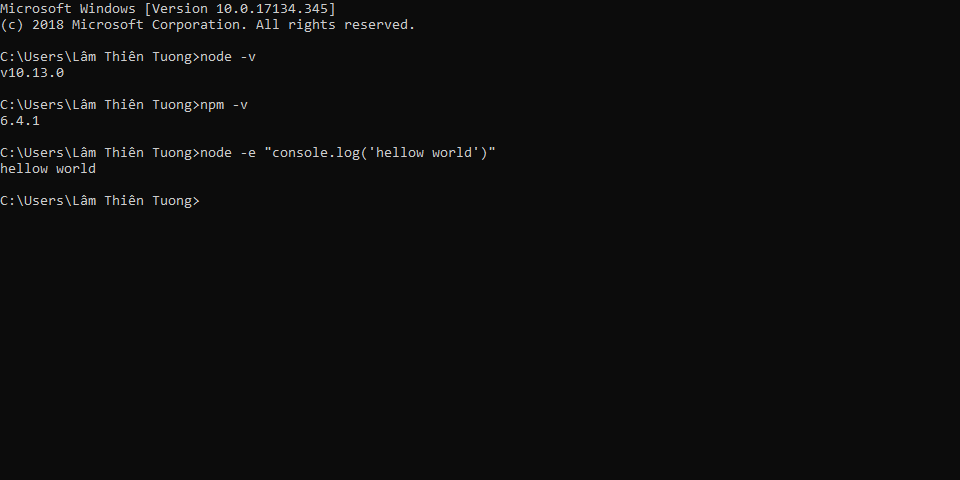 Microsoft Windows [Version 10.0.17134.345]
(c) 2018 Microsoft Corporation. All rights reserved.
C:\Users\Lâm Thiên Tuong>node -v
v10.13.0
C:\Users\Lâm Thiên Tuong>npm -v
6.4.1
C:\Users\Lâm Thiên Tuong>node -e "console.log('hellow world')"
hellow world
C:\Users\Lâm Thiên Tuong>